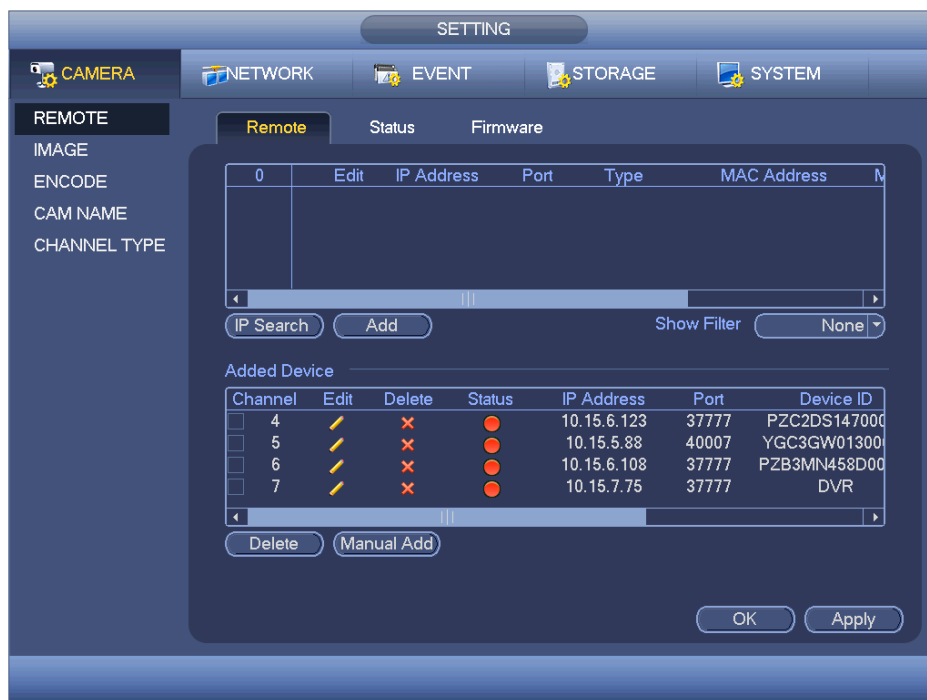 SETTING
CAMERA NETWORK EVENT STORAGE SYSTEM
REMOTE
IMAGE
ENCODE
CAM NAME
CHANNEL TYPE
Remote Status Firmware
0 Edit IP Address Port Type MAC Address
IP Search Add Show Filter None
Added Device
Channel Edit Delete Status IP Address Port Device ID
4 10.15.6.123 37777 PZC2DS147000
5 10.15.5.88 40007 YGC3GW01300
6 10.15.6.108 37777 PZB3MN458D00
7 10.15.7.75 37777 DVR
Delete Manual Add
OK Apply